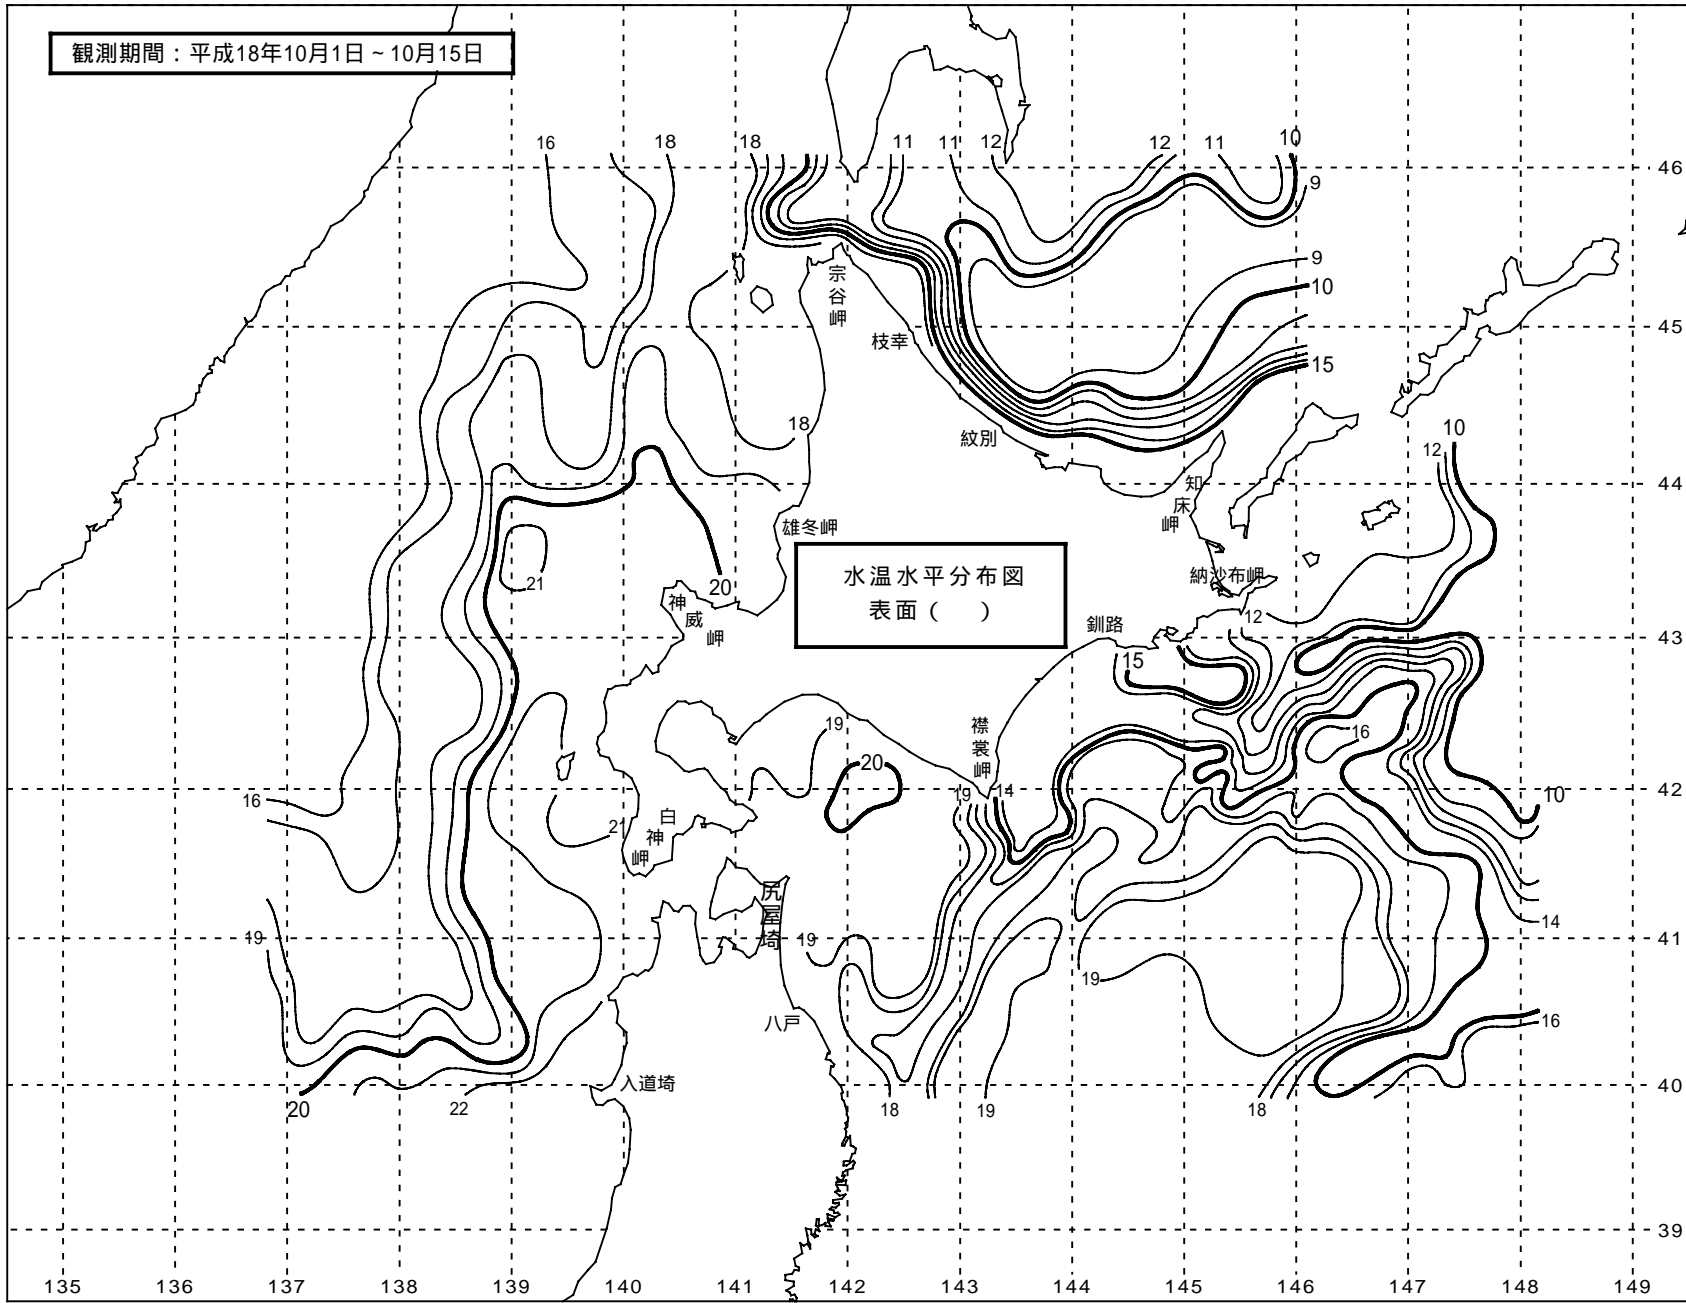 観測期間：平成18年10月1日~10月15日
16
18
18
11
11
12
12
11
10
9
46
9
10
15
45
宗谷岬
枝幸
紋別
18
10
12
44
知床岬
雄冬岬
21
20
水温水平分布図
表面（　）
納沙布岬
12
神威岬
釧路
15
43
19
20
襟裳岬
16
16
19
14
42
10
21
白神岬
尻屋埼
14
19
19
41
19
八戸
16
入道埼
40
20
22
18
19
18
39
135 136 137 138 139 140 141 142 143 144 145 146 147 148 149